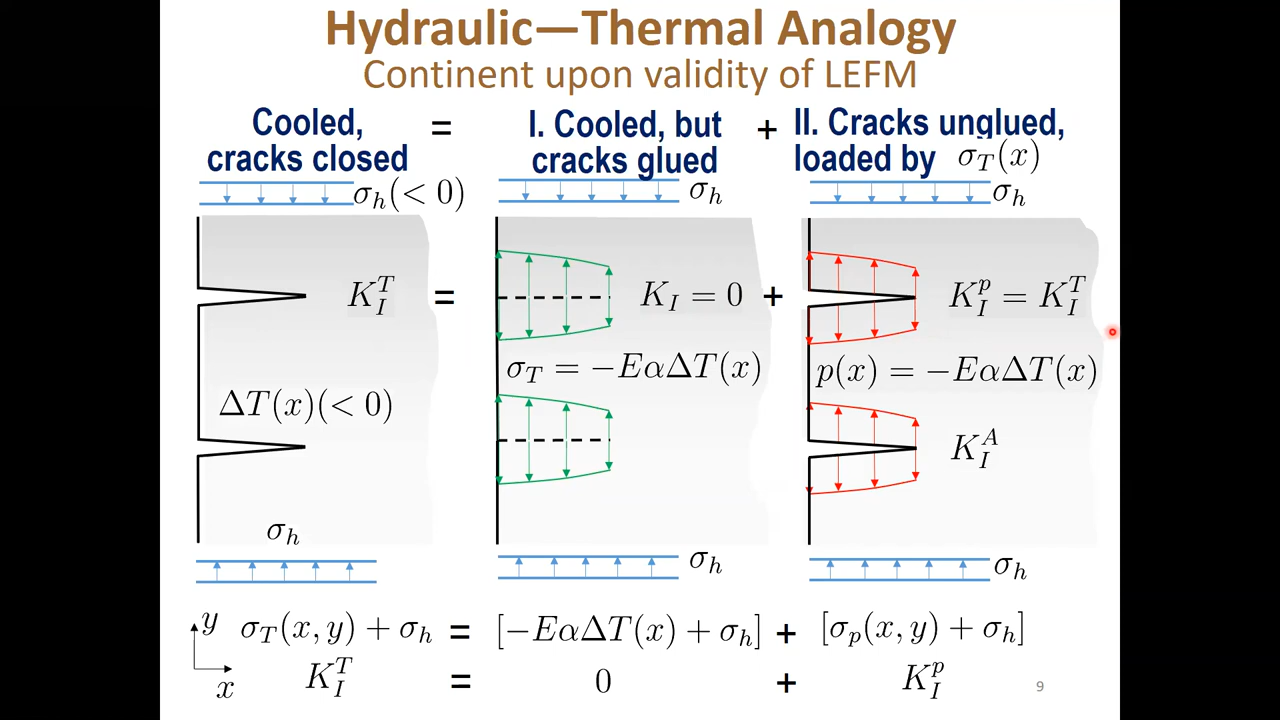 Hydraulic—Thermal Analogy
Continent upon validity of LEFM
Cooled,
cracks closed
=
I. Cooled, but
cracks glued
+
II. Cracks unglued,
loaded by σ_T(x)
σ_h(< 0)
σ_h
σ_h
K_I^T
=
K_I = 0
+
K_I^p = K_I^T
ΔT(x)(< 0)
σ_T = −EαΔT(x)
p(x) = −EαΔT(x)
K_I^A
σ_h
σ_h
σ_h
y
x
σ_T(x, y) + σ_h = [−EαΔT(x) + σ_h] + [σ_p(x, y) + σ_h]
K_I^T = 0 + K_I^p
9